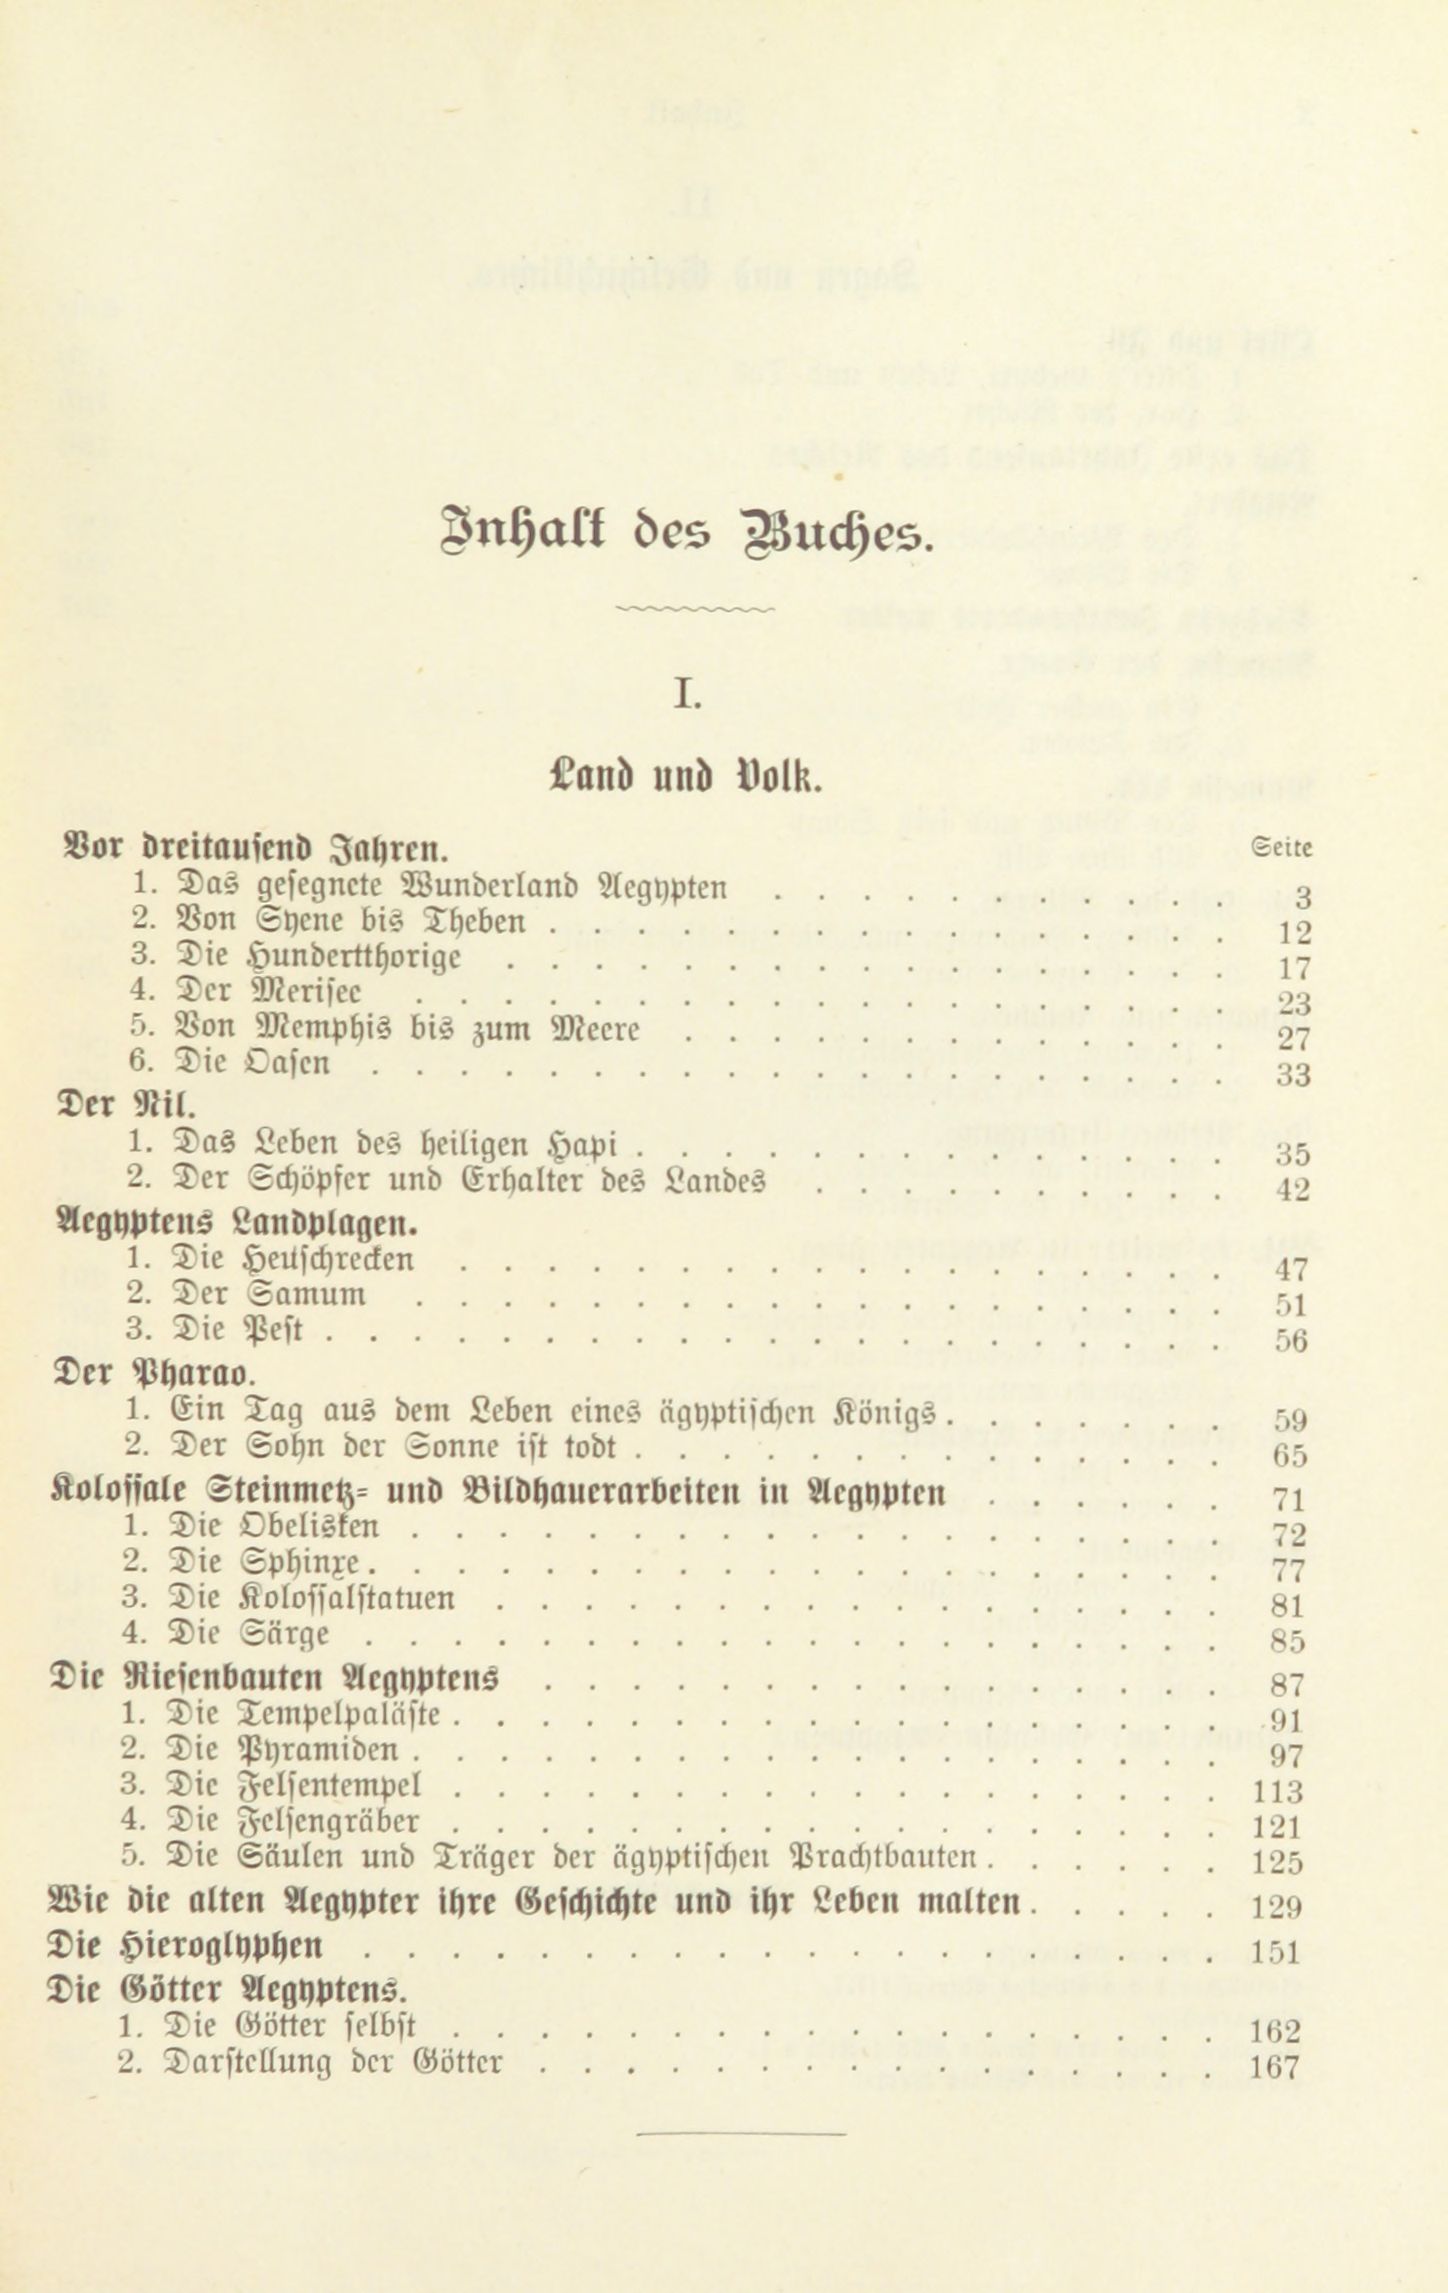 Inhalt des Buches.
I.
Land und Volk.
Vor dreitausend Jahren. Seite
1. Das gesegnete Wunderland Aegypten . . . . . . . . . . . 3
2. Von Syene bis Theben . . . . . . . . . . . . . . . . 12
3. Die Hundertthorige . . . . . . . . . . . . . . . . . 17
4. Der Merisee . . . . . . . . . . . . . . . . . . . 23
5. Von Memphis bis zum Meere . . . . . . . . . . . . . 27
6. Die Oasen . . . . . . . . . . . . . . . . . . . . 33
Der Nil.
1. Das Leben des heiligen Hapi . . . . . . . . . . . . . . 35
2. Der Schöpfer und Erhalter des Landes . . . . . . . . . . 42
Aegyptens Landplagen.
1. Die Heuschrecken . . . . . . . . . . . . . . . . . . 47
2. Der Samum . . . . . . . . . . . . . . . . . . . 51
3. Die Pest . . . . . . . . . . . . . . . . . . . . . 56
Der Pharao.
1. Ein Tag aus dem Leben eines ägyptischen Königs . . . . . . . 59
2. Der Sohn der Sonne ist todt . . . . . . . . . . . . . . 65
Kolossale Steinmetz- und Bildhauerarbeiten in Aegypten . . . . . . 71
1. Die Obelisken . . . . . . . . . . . . . . . . . . . 72
2. Die Sphinxe . . . . . . . . . . . . . . . . . . . . 77
3. Die Kolossalstatuen . . . . . . . . . . . . . . . . . 81
4. Die Särge . . . . . . . . . . . . . . . . . . . . 85
Die Riesenbauten Aegyptens . . . . . . . . . . . . . . . . 87
1. Die Tempelpaläste . . . . . . . . . . . . . . . . . . 91
2. Die Pyramiden . . . . . . . . . . . . . . . . . . . 97
3. Die Felsentempel . . . . . . . . . . . . . . . . . . 113
4. Die Felsengräber . . . . . . . . . . . . . . . . . . 121
5. Die Säulen und Träger der ägyptischen Prachtbauten . . . . . . 125
Wie die alten Aegypter ihre Geschichte und ihr Leben malten . . . . . 129
Die Hieroglyphen . . . . . . . . . . . . . . . . . . . . 151
Die Götter Aegyptens.
1. Die Götter selbst . . . . . . . . . . . . . . . . . . 162
2. Darstellung der Götter . . . . . . . . . . . . . . . . 167